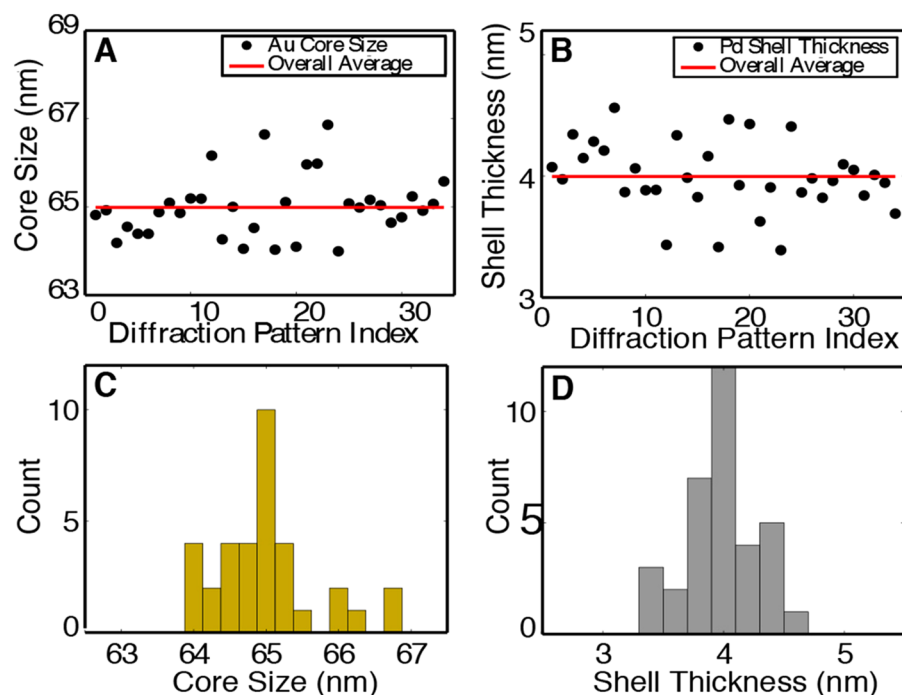 A
Au Core Size
Overall Average
Core Size (nm)
69
67
65
63
0 10 20 30
Diffraction Pattern Index
B
Pd Shell Thickness
Overall Average
Shell Thickness (nm)
5
4
3
0 10 20 30
Diffraction Pattern Index
C
Count
10
5
0
63 64 65 66 67
Core Size (nm)
D
Count
10
5
0
3 4 5
Shell Thickness (nm)